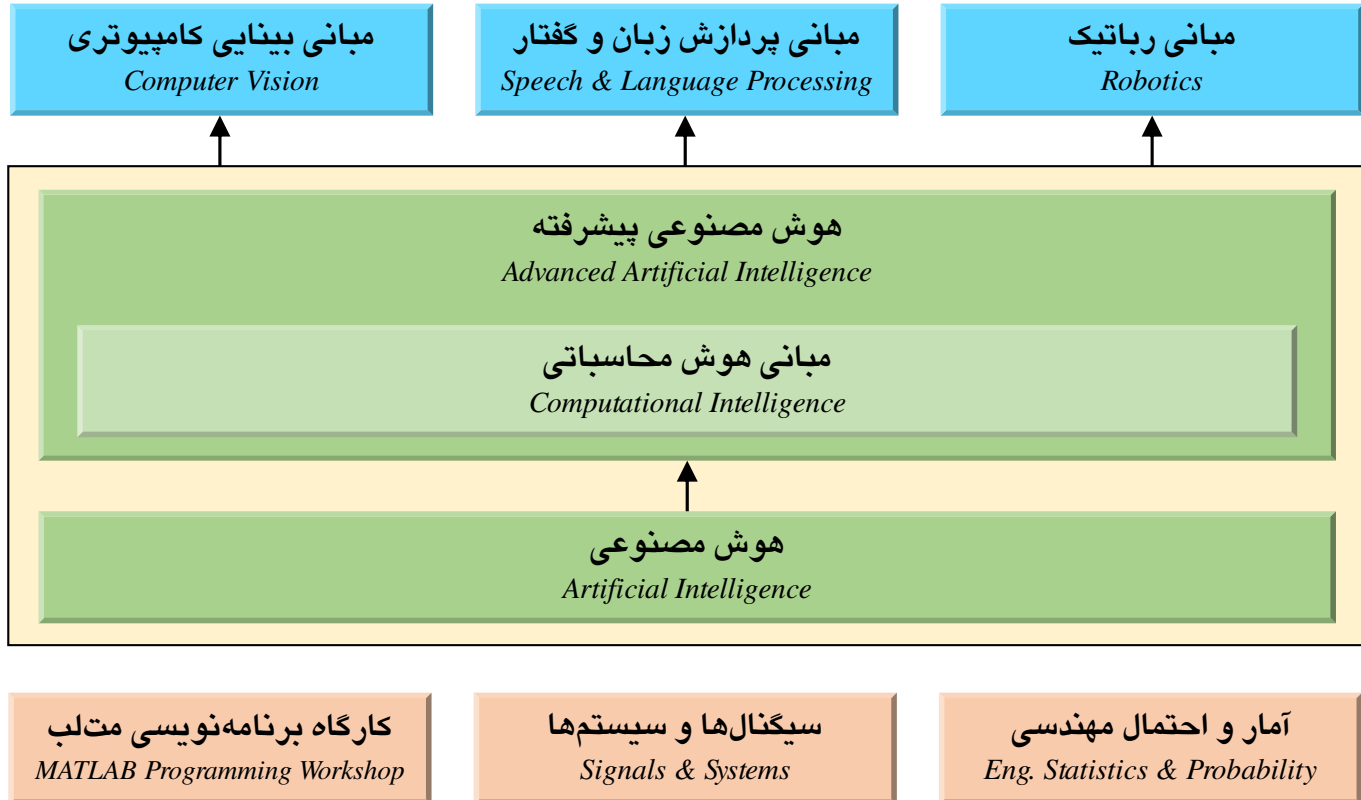 مبانی بینایی کامپیوتری
Computer Vision
مبانی پردازش زبان و گفتار
Speech & Language Processing
مبانی رباتیک
Robotics
هوش مصنوعی پیشرفته
Advanced Artificial Intelligence
مبانی هوش محاسباتی
Computational Intelligence
هوش مصنوعی
Artificial Intelligence
کارگاه برنامه‌نویسی متلب
MATLAB Programming Workshop
سیگنال‌ها و سیستم‌ها
Signals & Systems
آمار و احتمال مهندسی
Eng. Statistics & Probability